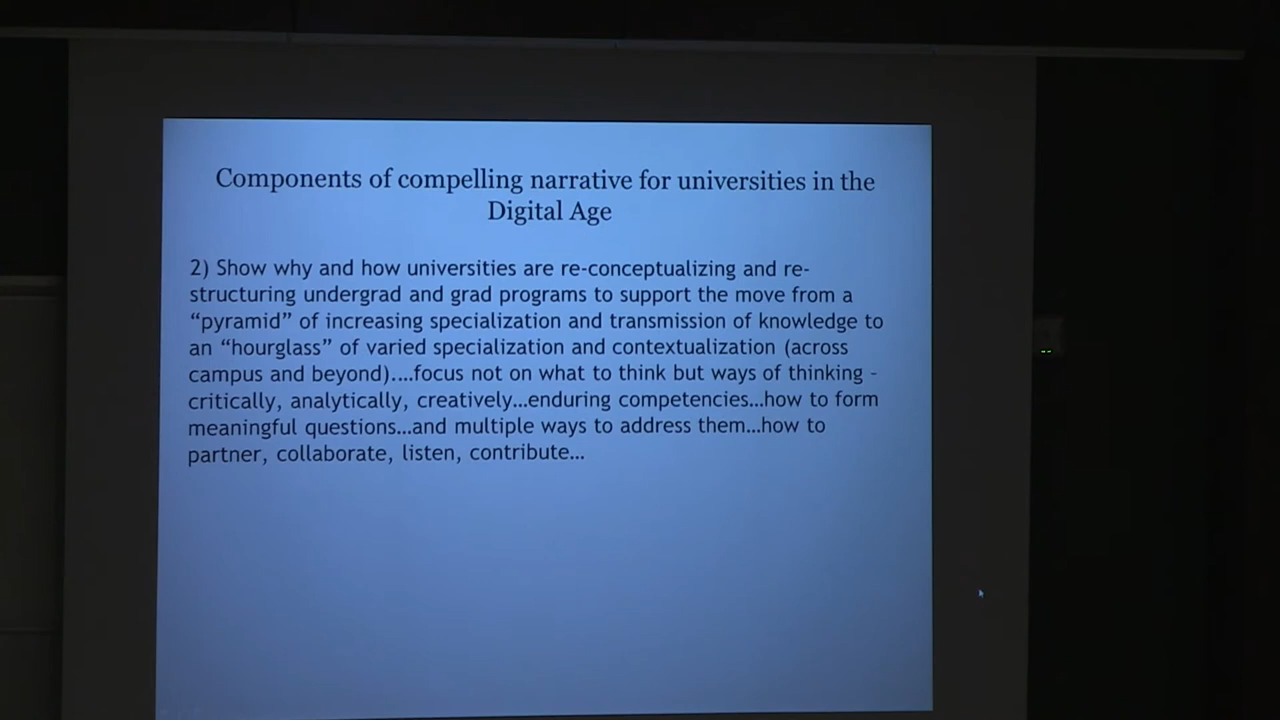 Components of compelling narrative for universities in the
Digital Age
2) Show why and how universities are re-conceptualizing and re-
structuring undergrad and grad programs to support the move from a
“pyramid” of increasing specialization and transmission of knowledge to
an “hourglass” of varied specialization and contextualization (across
campus and beyond)....focus not on what to think but ways of thinking -
critically, analytically, creatively…enduring competencies…how to form
meaningful questions…and multiple ways to address them…how to
partner, collaborate, listen, contribute…